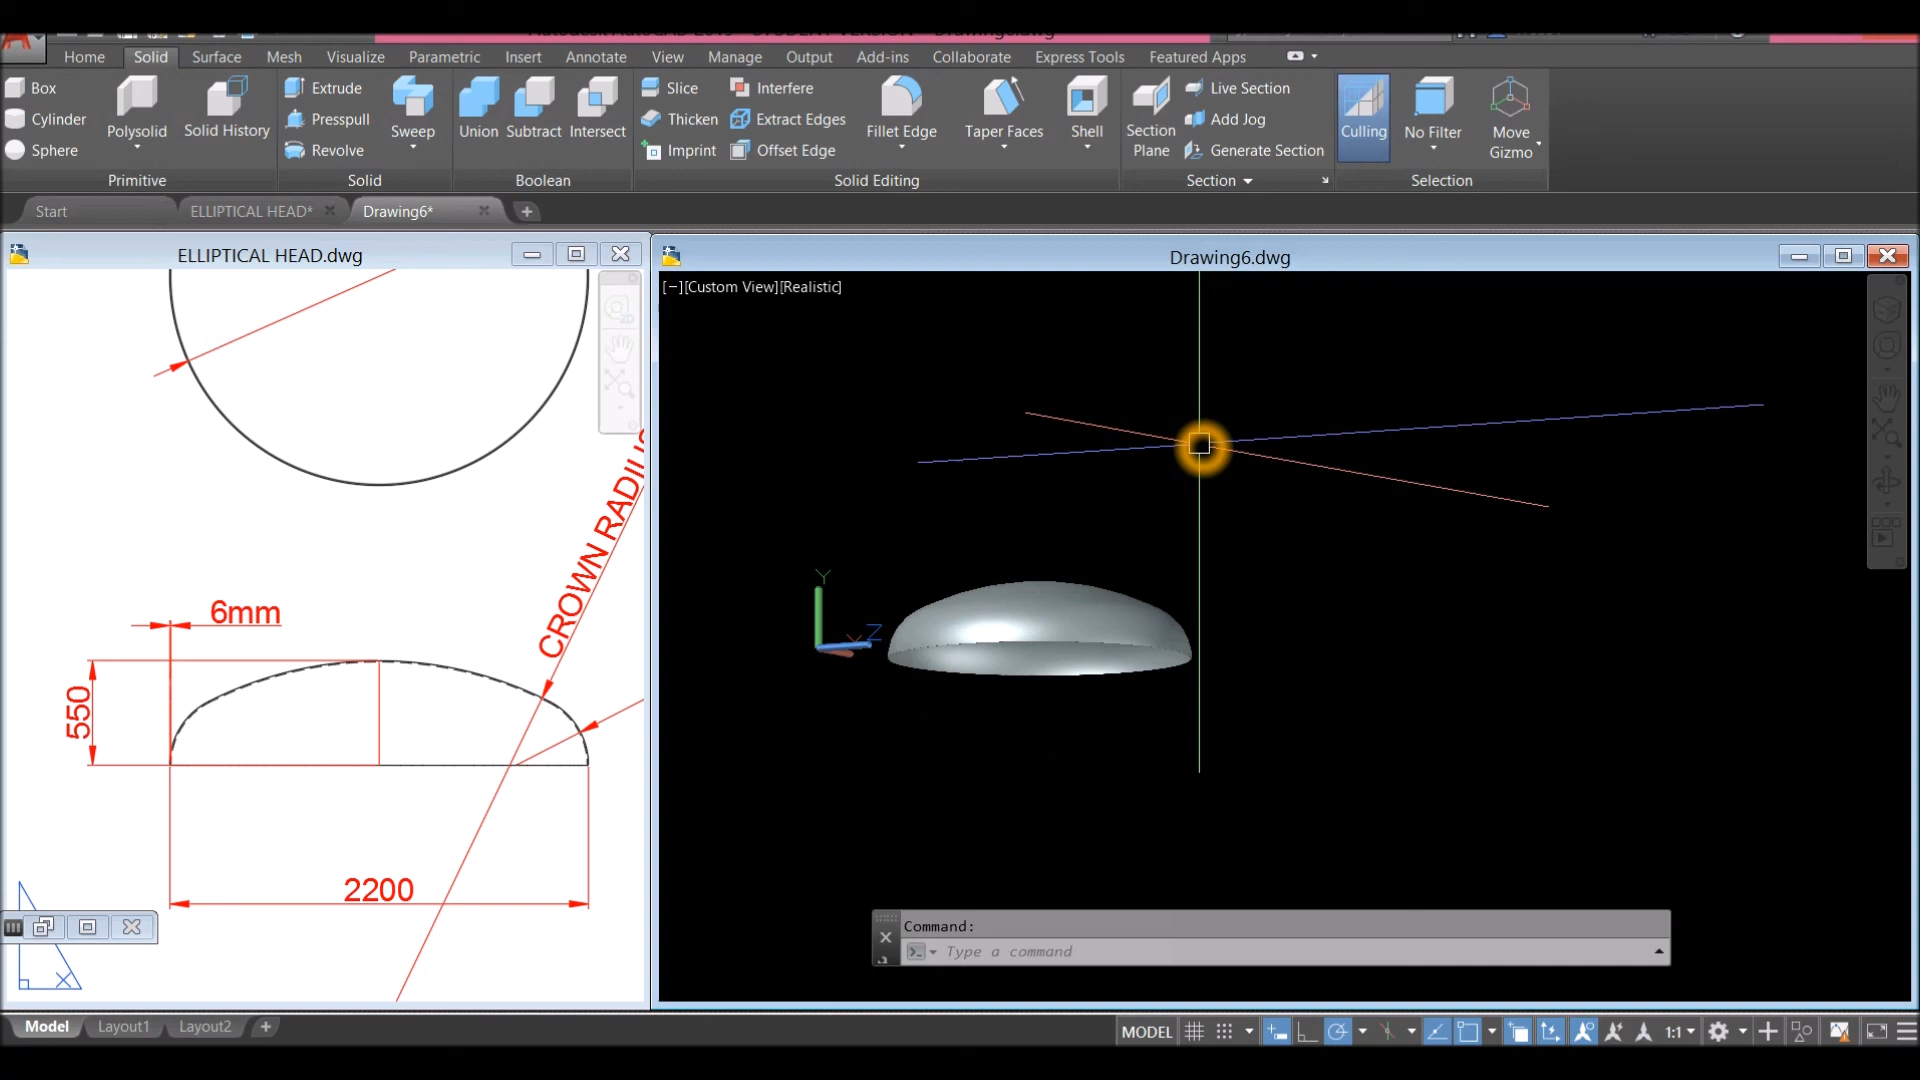 Home Solid Surface Mesh Visualize Parametric Insert Annotate View Manage Output Add-ins Collaborate Express Tools Featured Apps
Box
Cylinder
Sphere
Polysolid
Solid History
Primitive
Extrude
Presspull
Revolve
Sweep
Solid
Union Subtract Intersect
Boolean
Slice
Thicken
Imprint
Interfere
Extract Edges
Offset Edge
Fillet Edge
Taper Faces
Shell
Solid Editing
Section
Plane
Live Section
Add Jog
Generate Section
Section
Culling
No Filter
Move
Gizmo
Selection
Start ELLIPTICAL HEAD* Drawing6*
ELLIPTICAL HEAD.dwg
CROWN RADIUS
6mm
550
2200
X
Drawing6.dwg
[−][Custom View][Realistic]
Y
X
Z
Command:
Type a command
Model Layout1 Layout2
MODEL
1:1